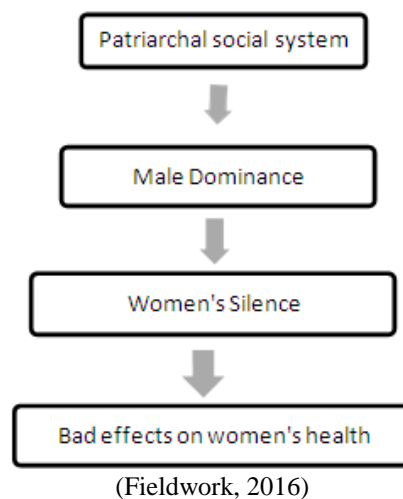 Patriarchal social system
Male Dominance
Women's Silence
Bad effects on women's health
(Fieldwork, 2016)